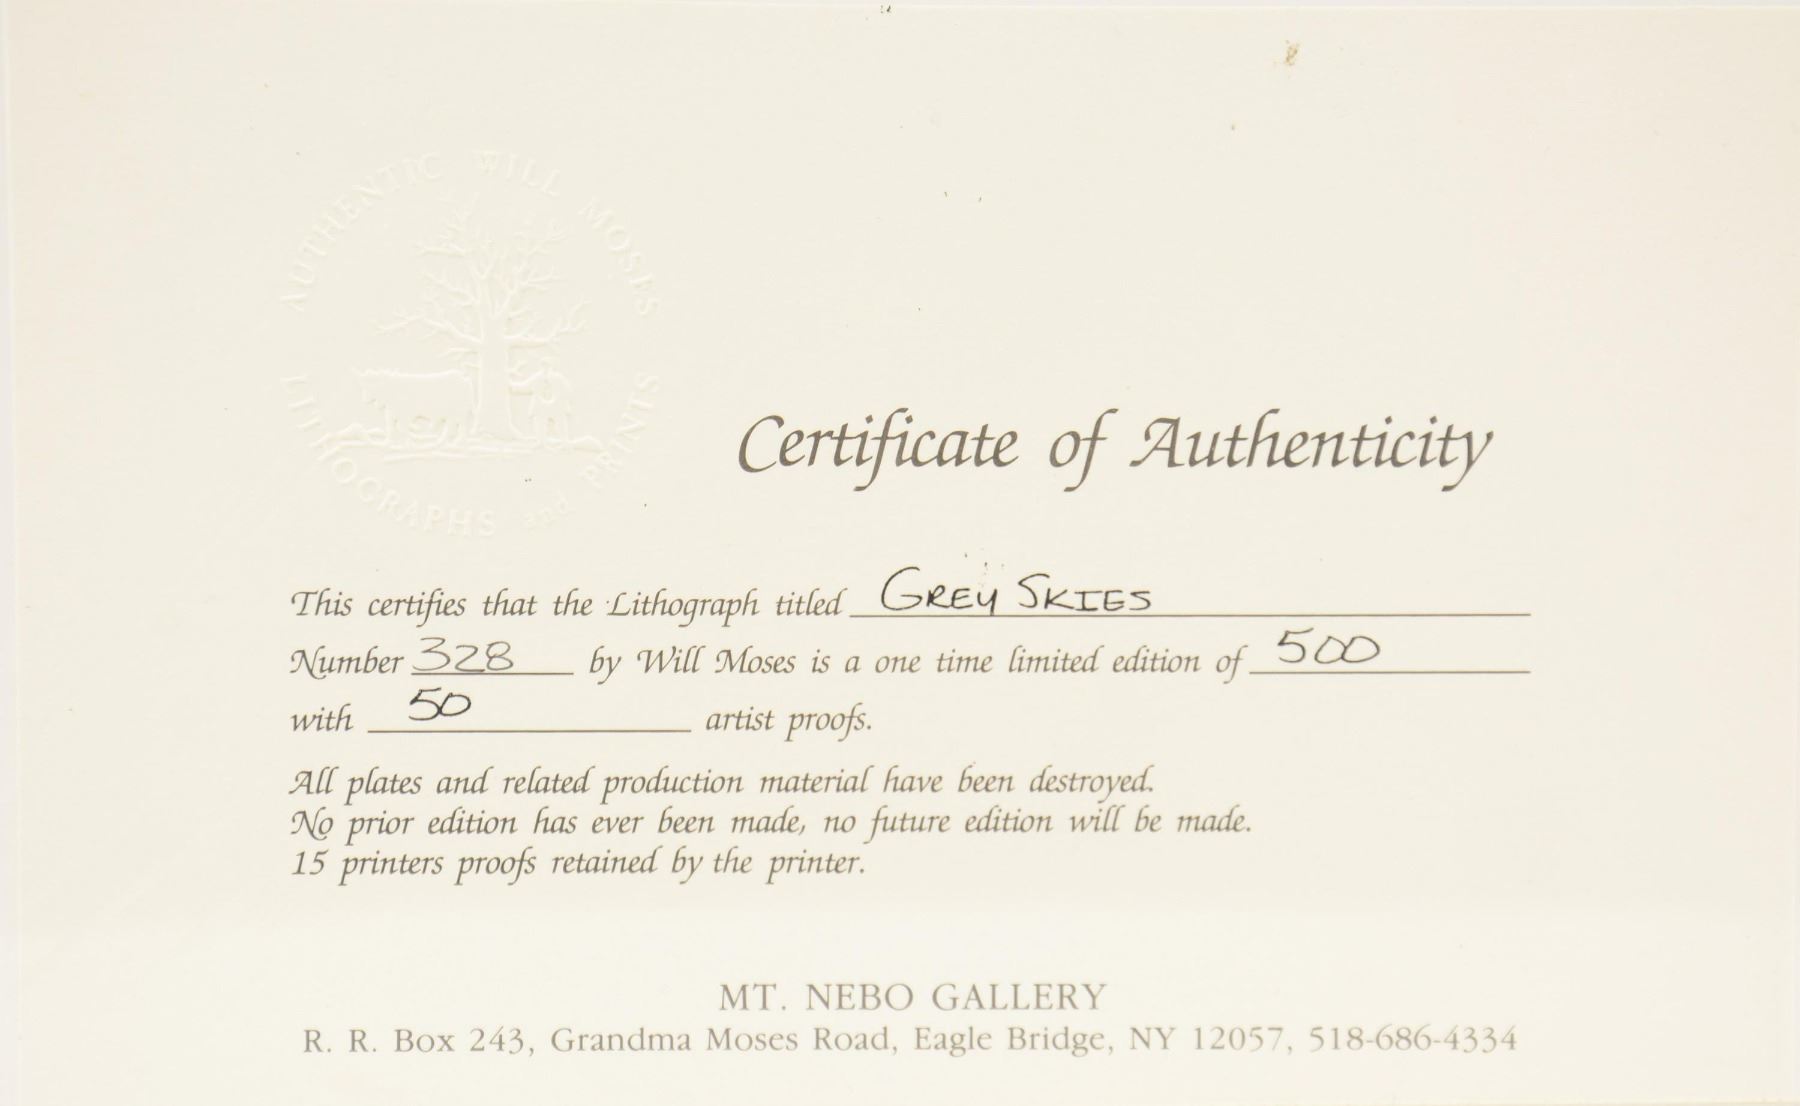 AUTHENTIC WILL MOSES
LITHOGRAPHS and PRINTS
Certificate of Authenticity
This certifies that the Lithograph titled GREY SKIES
Number 328 by Will Moses is a one time limited edition of 500
with 50 artist proofs.
All plates and related production material have been destroyed.
No prior edition has ever been made, no future edition will be made.
15 printers proofs retained by the printer.
MT. NEBO GALLERY
R. R. Box 243, Grandma Moses Road, Eagle Bridge, NY 12057, 518-686-4334